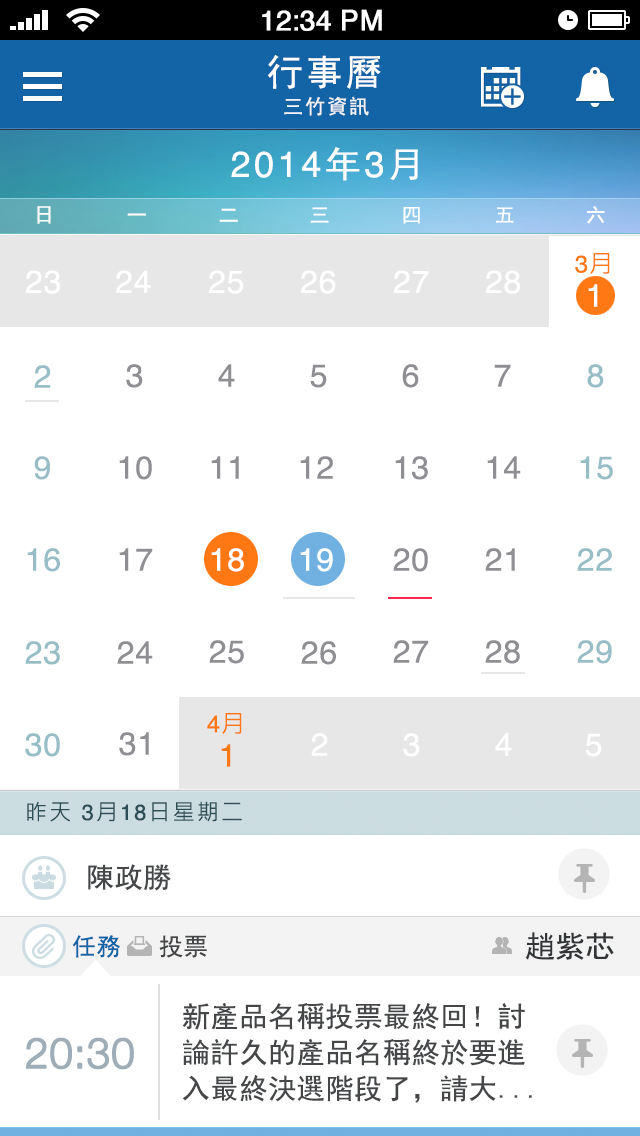 12:34 PM
行事曆
三竹資訊
2014年3月
日 一 二 三 四 五 六
23 24 25 26 27 28 3月 1
2 3 4 5 6 7 8
9 10 11 12 13 14 15
16 17 18 19 20 21 22
23 24 25 26 27 28 29
30 31 4月 1 2 3 4 5
昨天 3月18日星期二
陳政勝
任務 投票 趙紫芯
20:30
新產品名稱投票最終回！討
論許久的產品名稱終於要進
入最終決選階段了，請大...